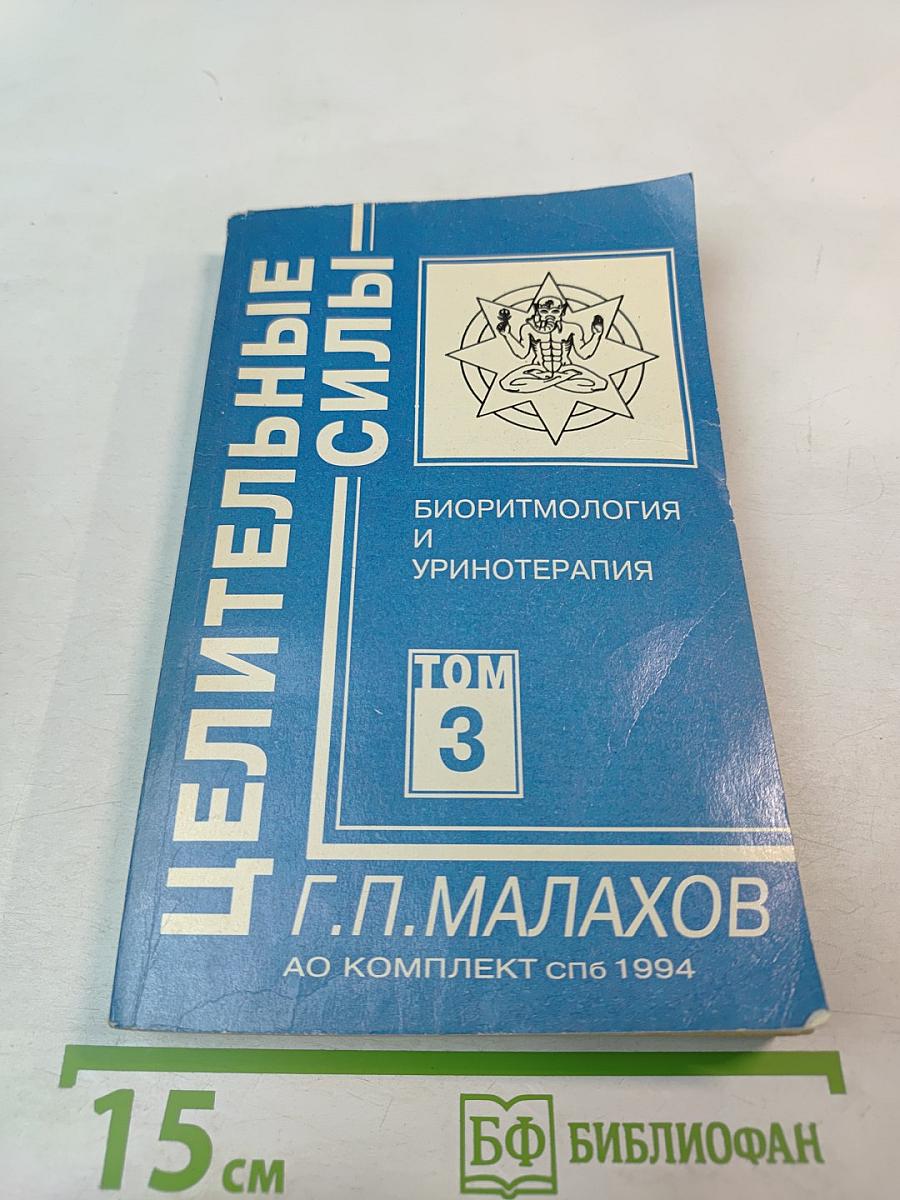 ЦЕЛИТЕЛЬНЫЕ
СИЛЫ
БИОРИТМОЛОГИЯ
И
УРИНОТЕРАПИЯ
ТОМ
3
Г.П.МАЛАХОВ
АО КОМПЛЕКТ СПб 1994
15 см
БФ БИБЛИОФАН